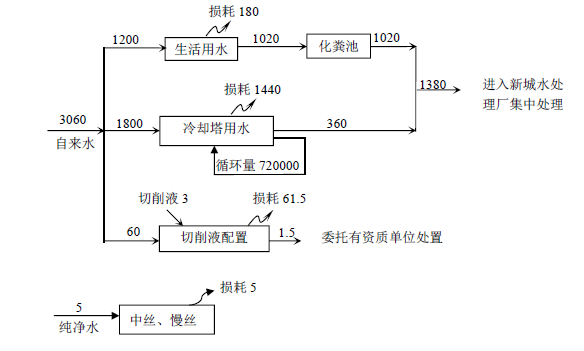 损耗 180
1200
生活用水
1020
化粪池
1020
损耗 1440
1380
进入新城水处
理厂集中处理
3060
自来水
1800
冷却塔用水
360
循环量 720000
切削液 3
损耗 61.5
60
切削液配置
1.5
委托有资质单位处置
损耗 5
5
纯净水
中丝、慢丝